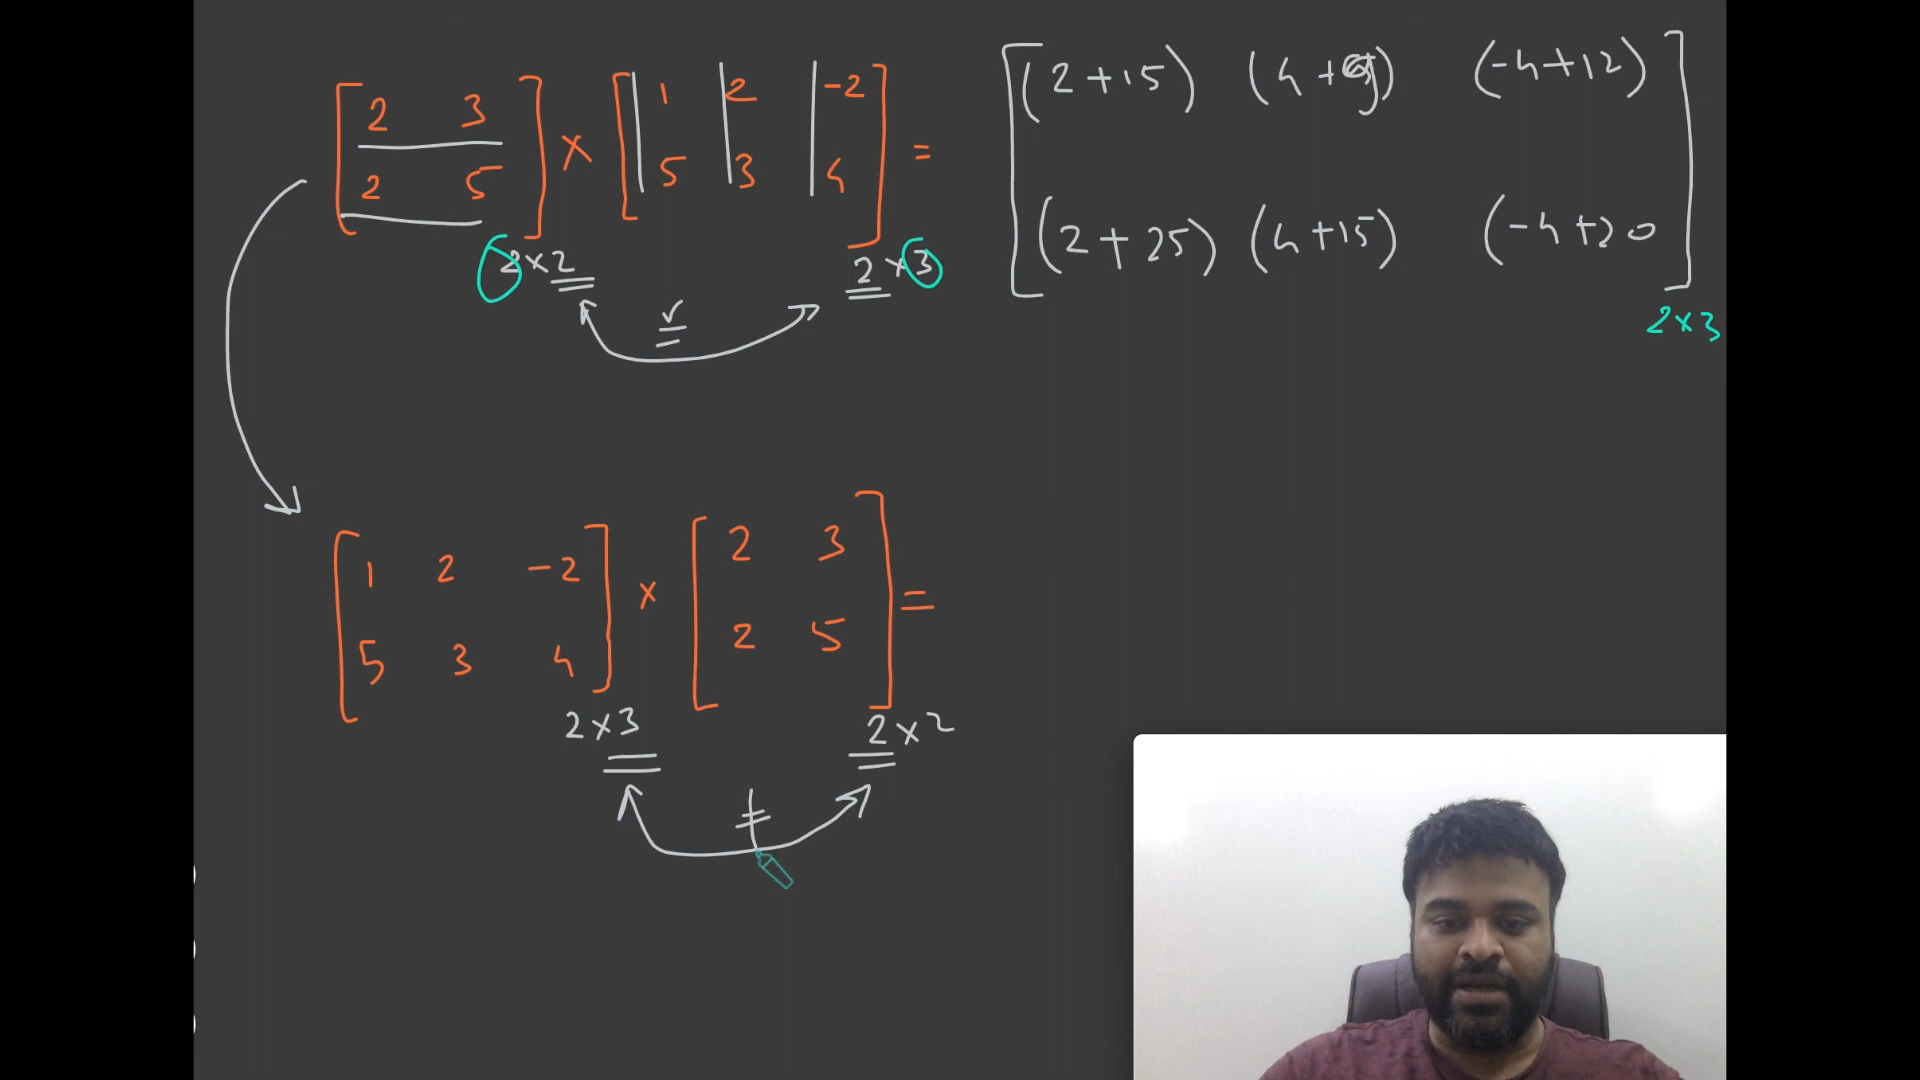 [2 3] × [1 2 -2] = [(2+15) (4+9) (-4+12)]
[2 5] [5 3 4] [(2+25) (4+15) (-4+20]
2×2 2×3
✓
2×3
[1 2 -2] × [2 3] =
[5 3 4] [2 5]
2×3 2×2
≠